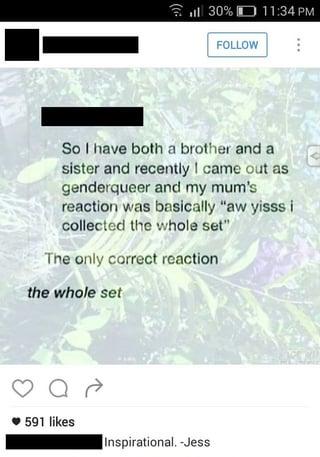 30% 11:34 PM
FOLLOW
So I have both a brother and a
sister and recently I came out as
genderqueer and my mum's
reaction was basically “aw yisss i
collected the whole set”
The only correct reaction
the whole set
591 likes
Inspirational. -Jess